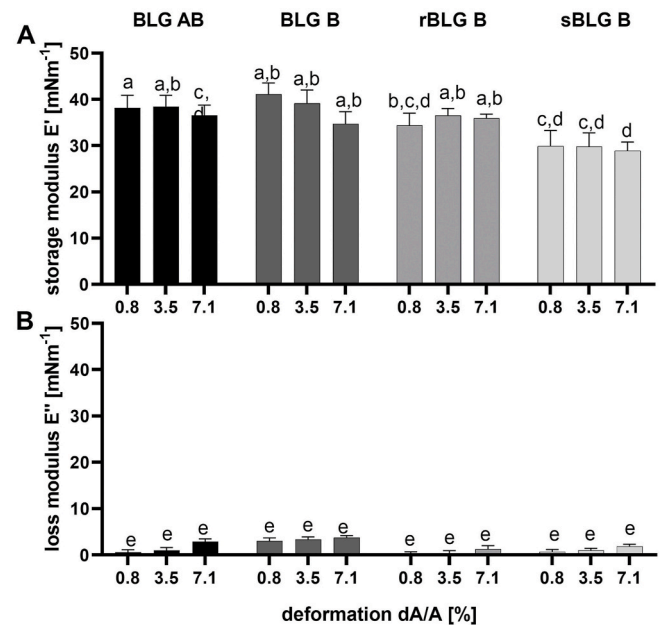 BLG AB BLG B rBLG B sBLG B
A
storage modulus E' [mNm⁻¹]
50
40
30
20
10
0
a a,b c,
d
a,b a,b a,b
b,c,d a,b a,b
c,d c,d d
0.8 3.5 7.1 0.8 3.5 7.1 0.8 3.5 7.1 0.8 3.5 7.1
B
loss modulus E'' [mNm⁻¹]
50
40
30
20
10
0
e e e e e e e e e e e e
0.8 3.5 7.1 0.8 3.5 7.1 0.8 3.5 7.1 0.8 3.5 7.1
deformation dA/A [%]